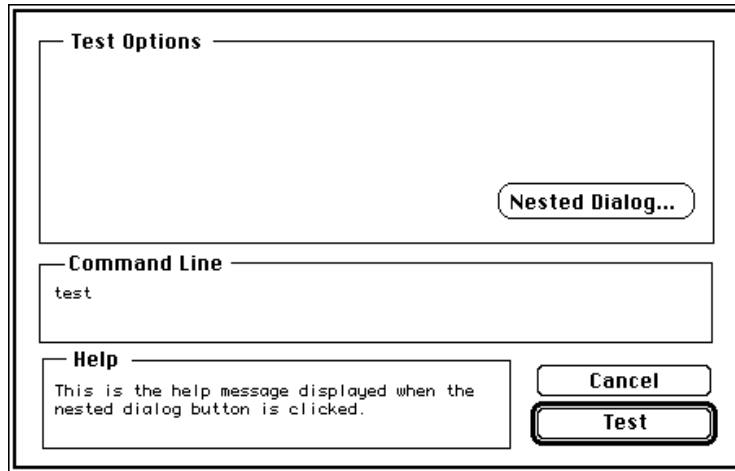 Test Options
Nested Dialog...
Command Line
test
Help
This is the help message displayed when the
nested dialog button is clicked.
Cancel
Test